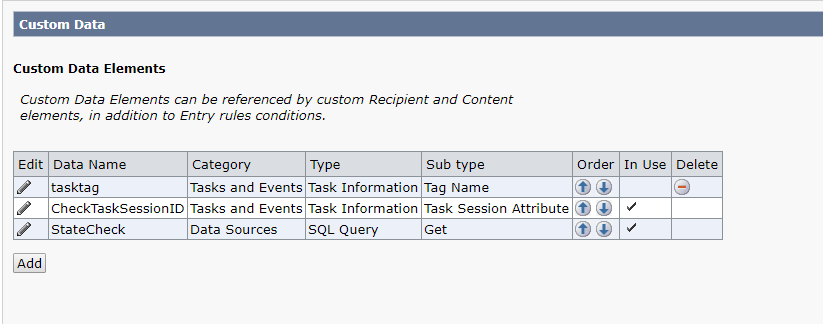 Custom Data
Custom Data Elements
Custom Data Elements can be referenced by custom Recipient and Content
elements, in addition to Entry rules conditions.
Edit Data Name Category Type Sub type Order In Use Delete
tasktag Tasks and Events Task Information Tag Name
CheckTaskSessionID Tasks and Events Task Information Task Session Attribute
StateCheck Data Sources SQL Query Get
Add